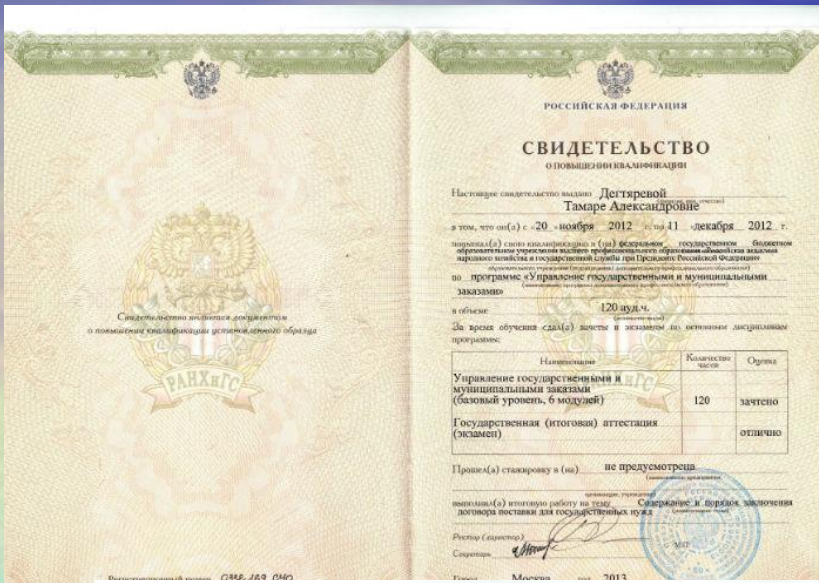 Свидетельство является документом
о повышении квалификации установленного образца
РАНХиГС
Регистрационный номер
РОССИЙСКАЯ ФЕДЕРАЦИЯ
СВИДЕТЕЛЬСТВО
О ПОВЫШЕНИИ КВАЛИФИКАЦИИ
Настоящее свидетельство выдано Дегтяревой
(фамилия, имя, отчество)
Тамаре Александровне
в том, что он(а) с «20» ноября 2012 г. по «11» декабря 2012 г.
повышал(а) свою квалификацию в (на) федеральном государственном бюджетном
образовательном учреждении высшего профессионального образования «Российская академия
народного хозяйства и государственной службы при Президенте Российской Федерации»
по программе «Управление государственными и муниципальными
заказами»
в объеме 120 ауд.ч.
За время обучения сдал(а) зачеты и экзамены по основным дисциплинам
программы:
Наименование Количество часов Оценка
Управление государственными и
муниципальными заказами
(базовый уровень, 6 модулей) 120 зачтено
Государственная (итоговая) аттестация
(экзамен) отлично
Прошел(а) стажировку в (на) не предусмотрена
выполнил(а) итоговую работу на тему Содержание и порядок заключения
договора поставки для государственных нужд
Ректор (директор)
Секретарь
Город Москва год 2013